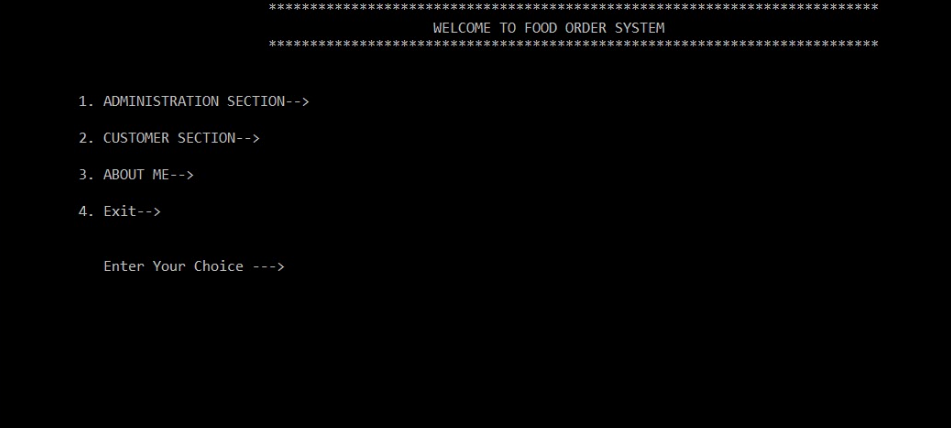 **************************************************************************
WELCOME TO FOOD ORDER SYSTEM
**************************************************************************
1. ADMINISTRATION SECTION-->
2. CUSTOMER SECTION-->
3. ABOUT ME-->
4. Exit-->
Enter Your Choice --->